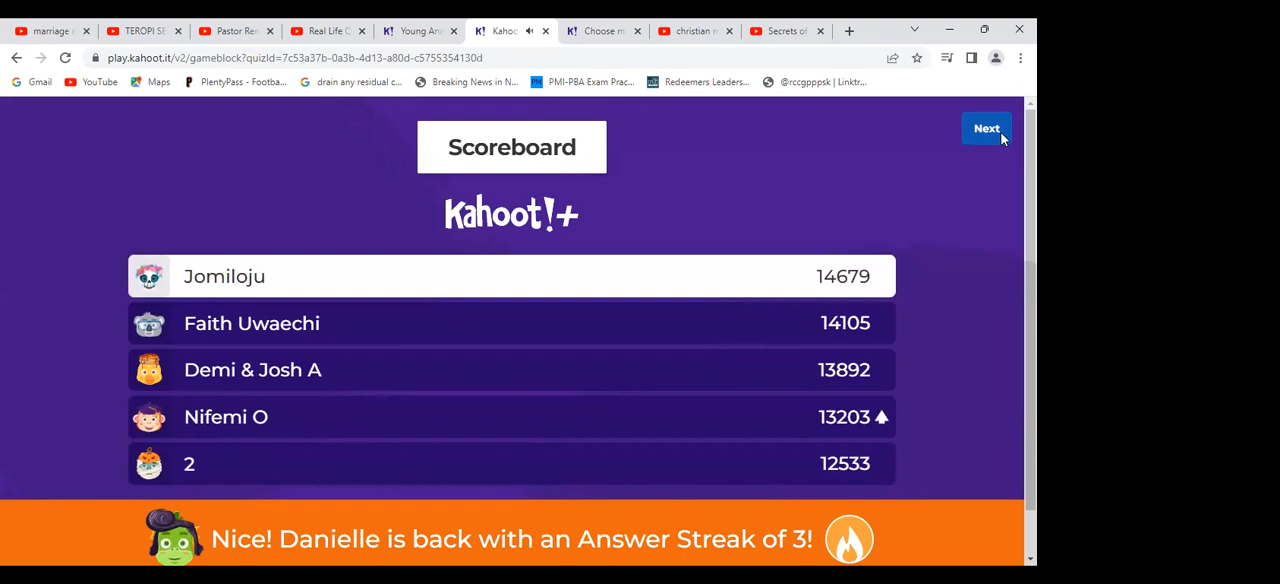 marriage TEROPI SE Pastor Ren Real Life C Young And Kahoo Choose m christian m Secrets of
play.kahoot.it/v2/gameblock?quizId=7c53a37b-0a3b-4d13-a80d-c5755354130d
Gmail YouTube Maps PlentyPass - Footba... drain any residual c... Breaking News in N... PMI-PBA Exam Prac... Redeemers Leaders... @rccgpppsk | Linktr...
Next
Scoreboard
Kahoot!+
Jomiloju 14679
Faith Uwaechi 14105
Demi & Josh A 13892
Nifemi O 13203
2 12533
Nice! Danielle is back with an Answer Streak of 3!